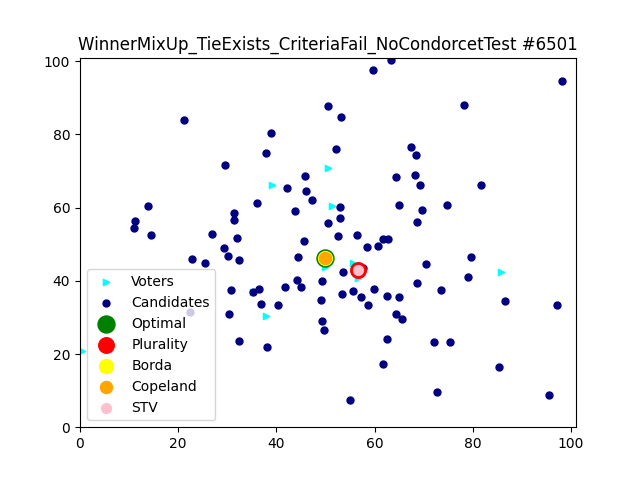 WinnerMixUp_TieExists_CriteriaFail_NoCondorcetTest #6501
100
80
60
40
20
0
Voters
Candidates
Optimal
Plurality
Borda
Copeland
STV
0 20 40 60 80 100